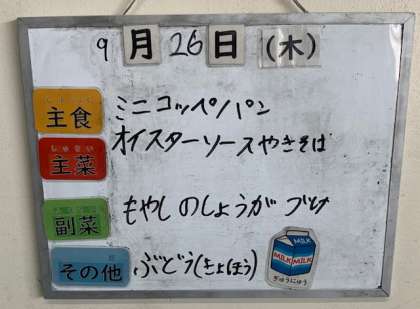 9月26日(木)
主食 ミニコッペパン
主菜 オイスターソースやきそば
副菜 もやしのしょうがづけ
その他 ぶどう(きょほう)
MILK
MILK MILK
ぎゅうにゅう